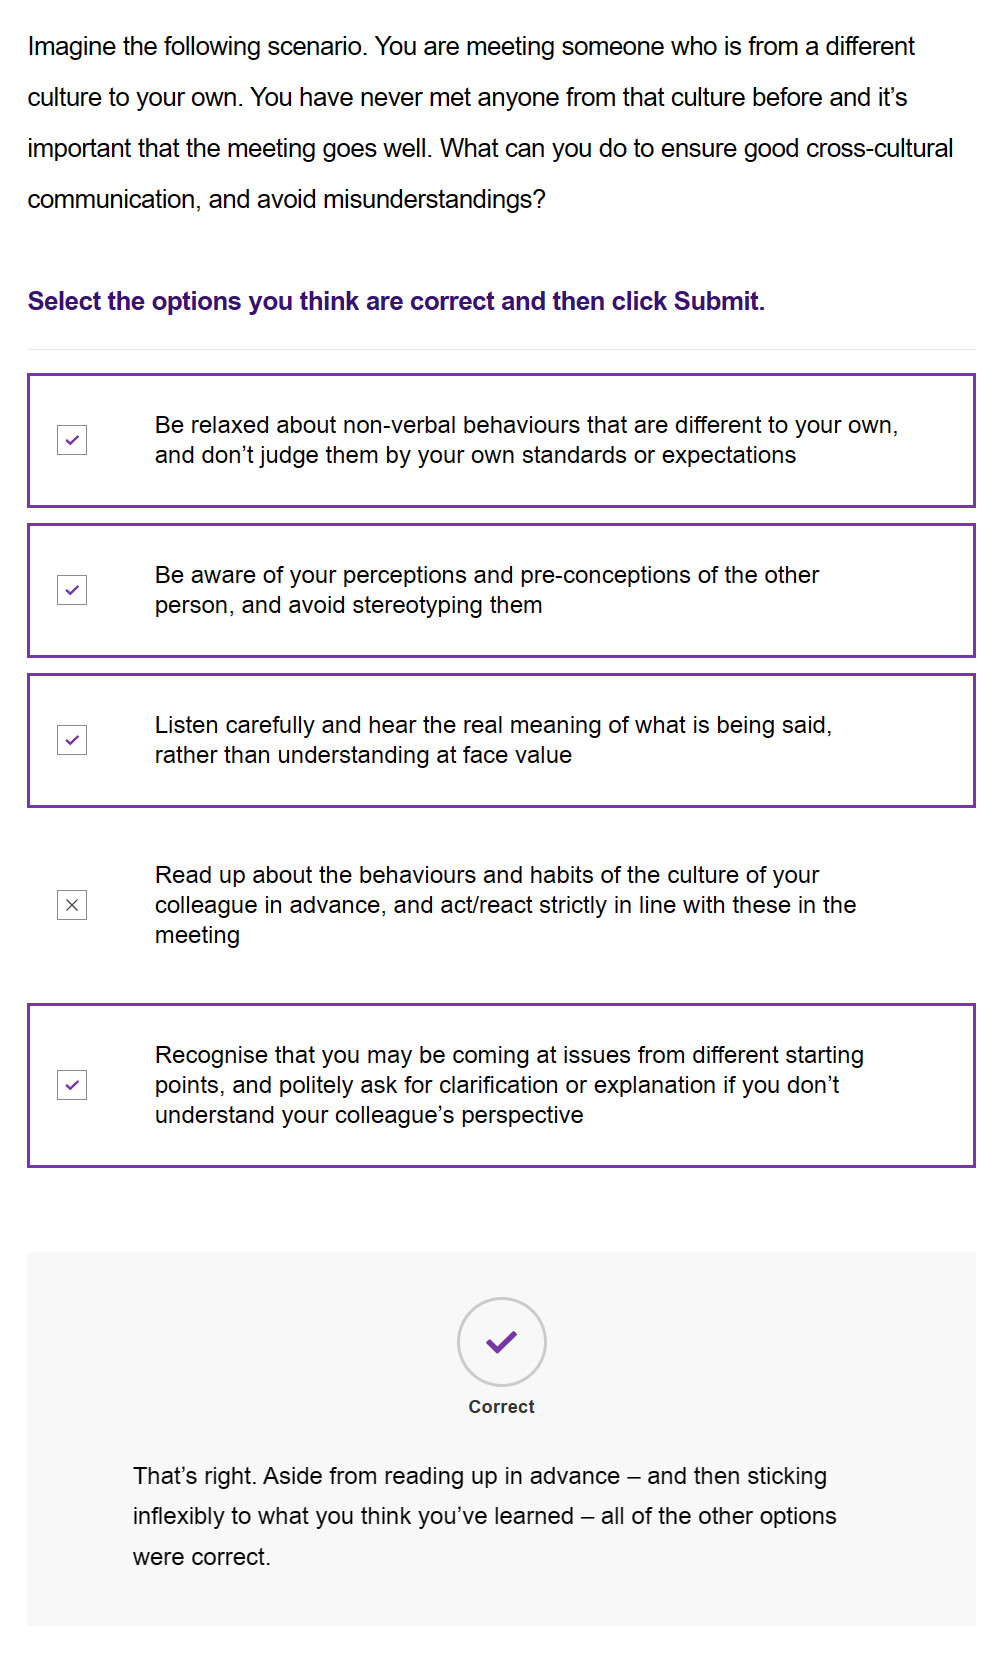 Imagine the following scenario. You are meeting someone who is from a different
culture to your own. You have never met anyone from that culture before and it’s
important that the meeting goes well. What can you do to ensure good cross-cultural
communication, and avoid misunderstandings?
Select the options you think are correct and then click Submit.
Be relaxed about non-verbal behaviours that are different to your own,
and don’t judge them by your own standards or expectations
Be aware of your perceptions and pre-conceptions of the other
person, and avoid stereotyping them
Listen carefully and hear the real meaning of what is being said,
rather than understanding at face value
Read up about the behaviours and habits of the culture of your
colleague in advance, and act/react strictly in line with these in the
meeting
Recognise that you may be coming at issues from different starting
points, and politely ask for clarification or explanation if you don’t
understand your colleague’s perspective
Correct
That’s right. Aside from reading up in advance – and then sticking
inflexibly to what you think you’ve learned – all of the other options
were correct.